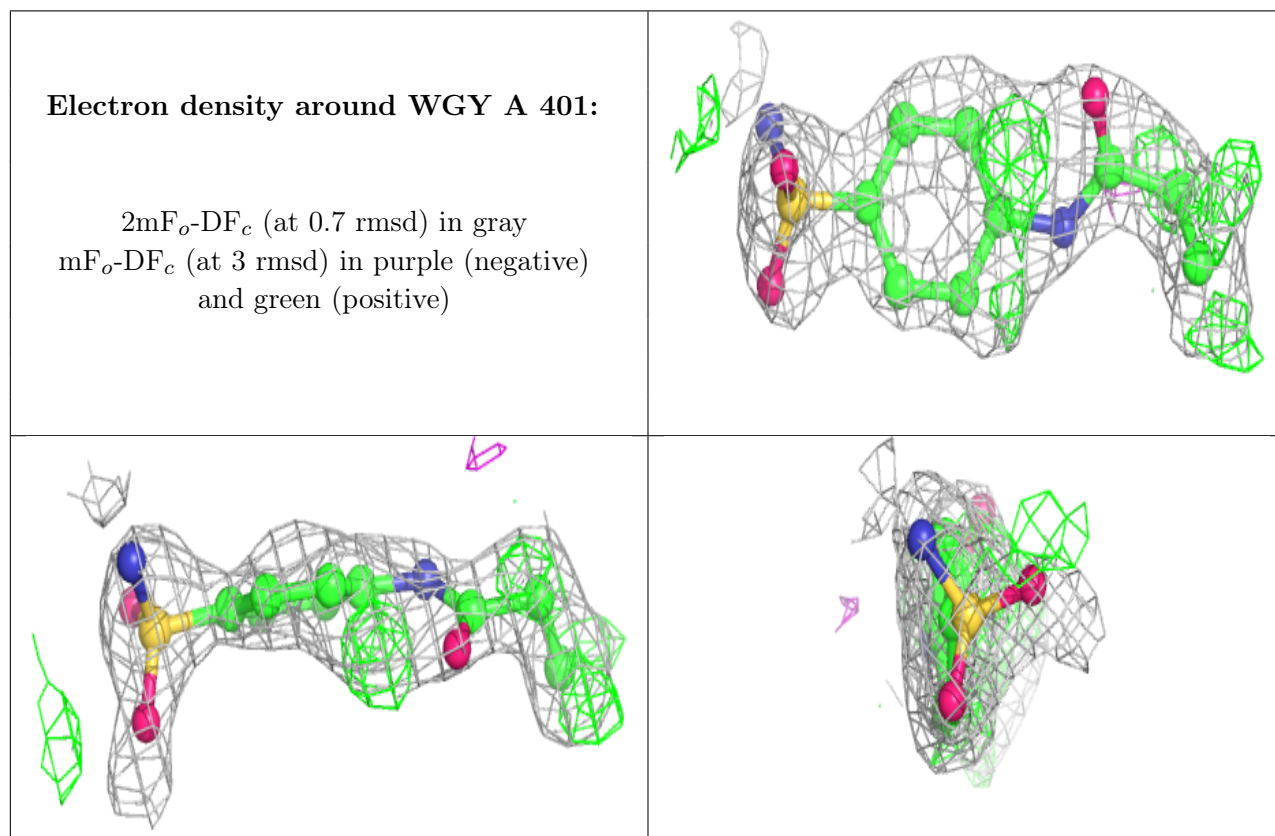 Electron density around WGY A 401:
2mFo-DFc (at 0.7 rmsd) in gray
mFo-DFc (at 3 rmsd) in purple (negative)
and green (positive)